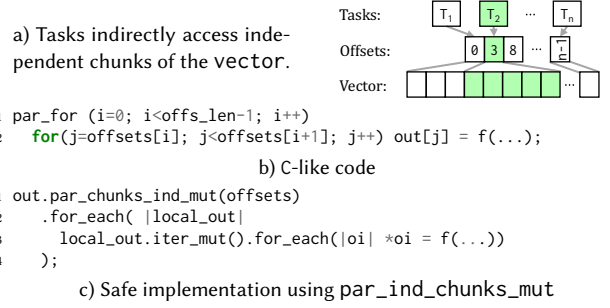 a) Tasks indirectly access inde-
pendent chunks of the vector.
Tasks: T1 T2 ··· Tn
Offsets: 0 3 8 ··· n-1
Vector: ···
1 par_for (i=0; i<offs_len-1; i++)
2 for(j=offsets[i]; j<offsets[i+1]; j++) out[j] = f(...);
b) C-like code
1 out.par_chunks_ind_mut(offsets)
2 .for_each( |local_out|
3 local_out.iter_mut().for_each(|oi| *oi = f(...))
4 );
c) Safe implementation using par_ind_chunks_mut